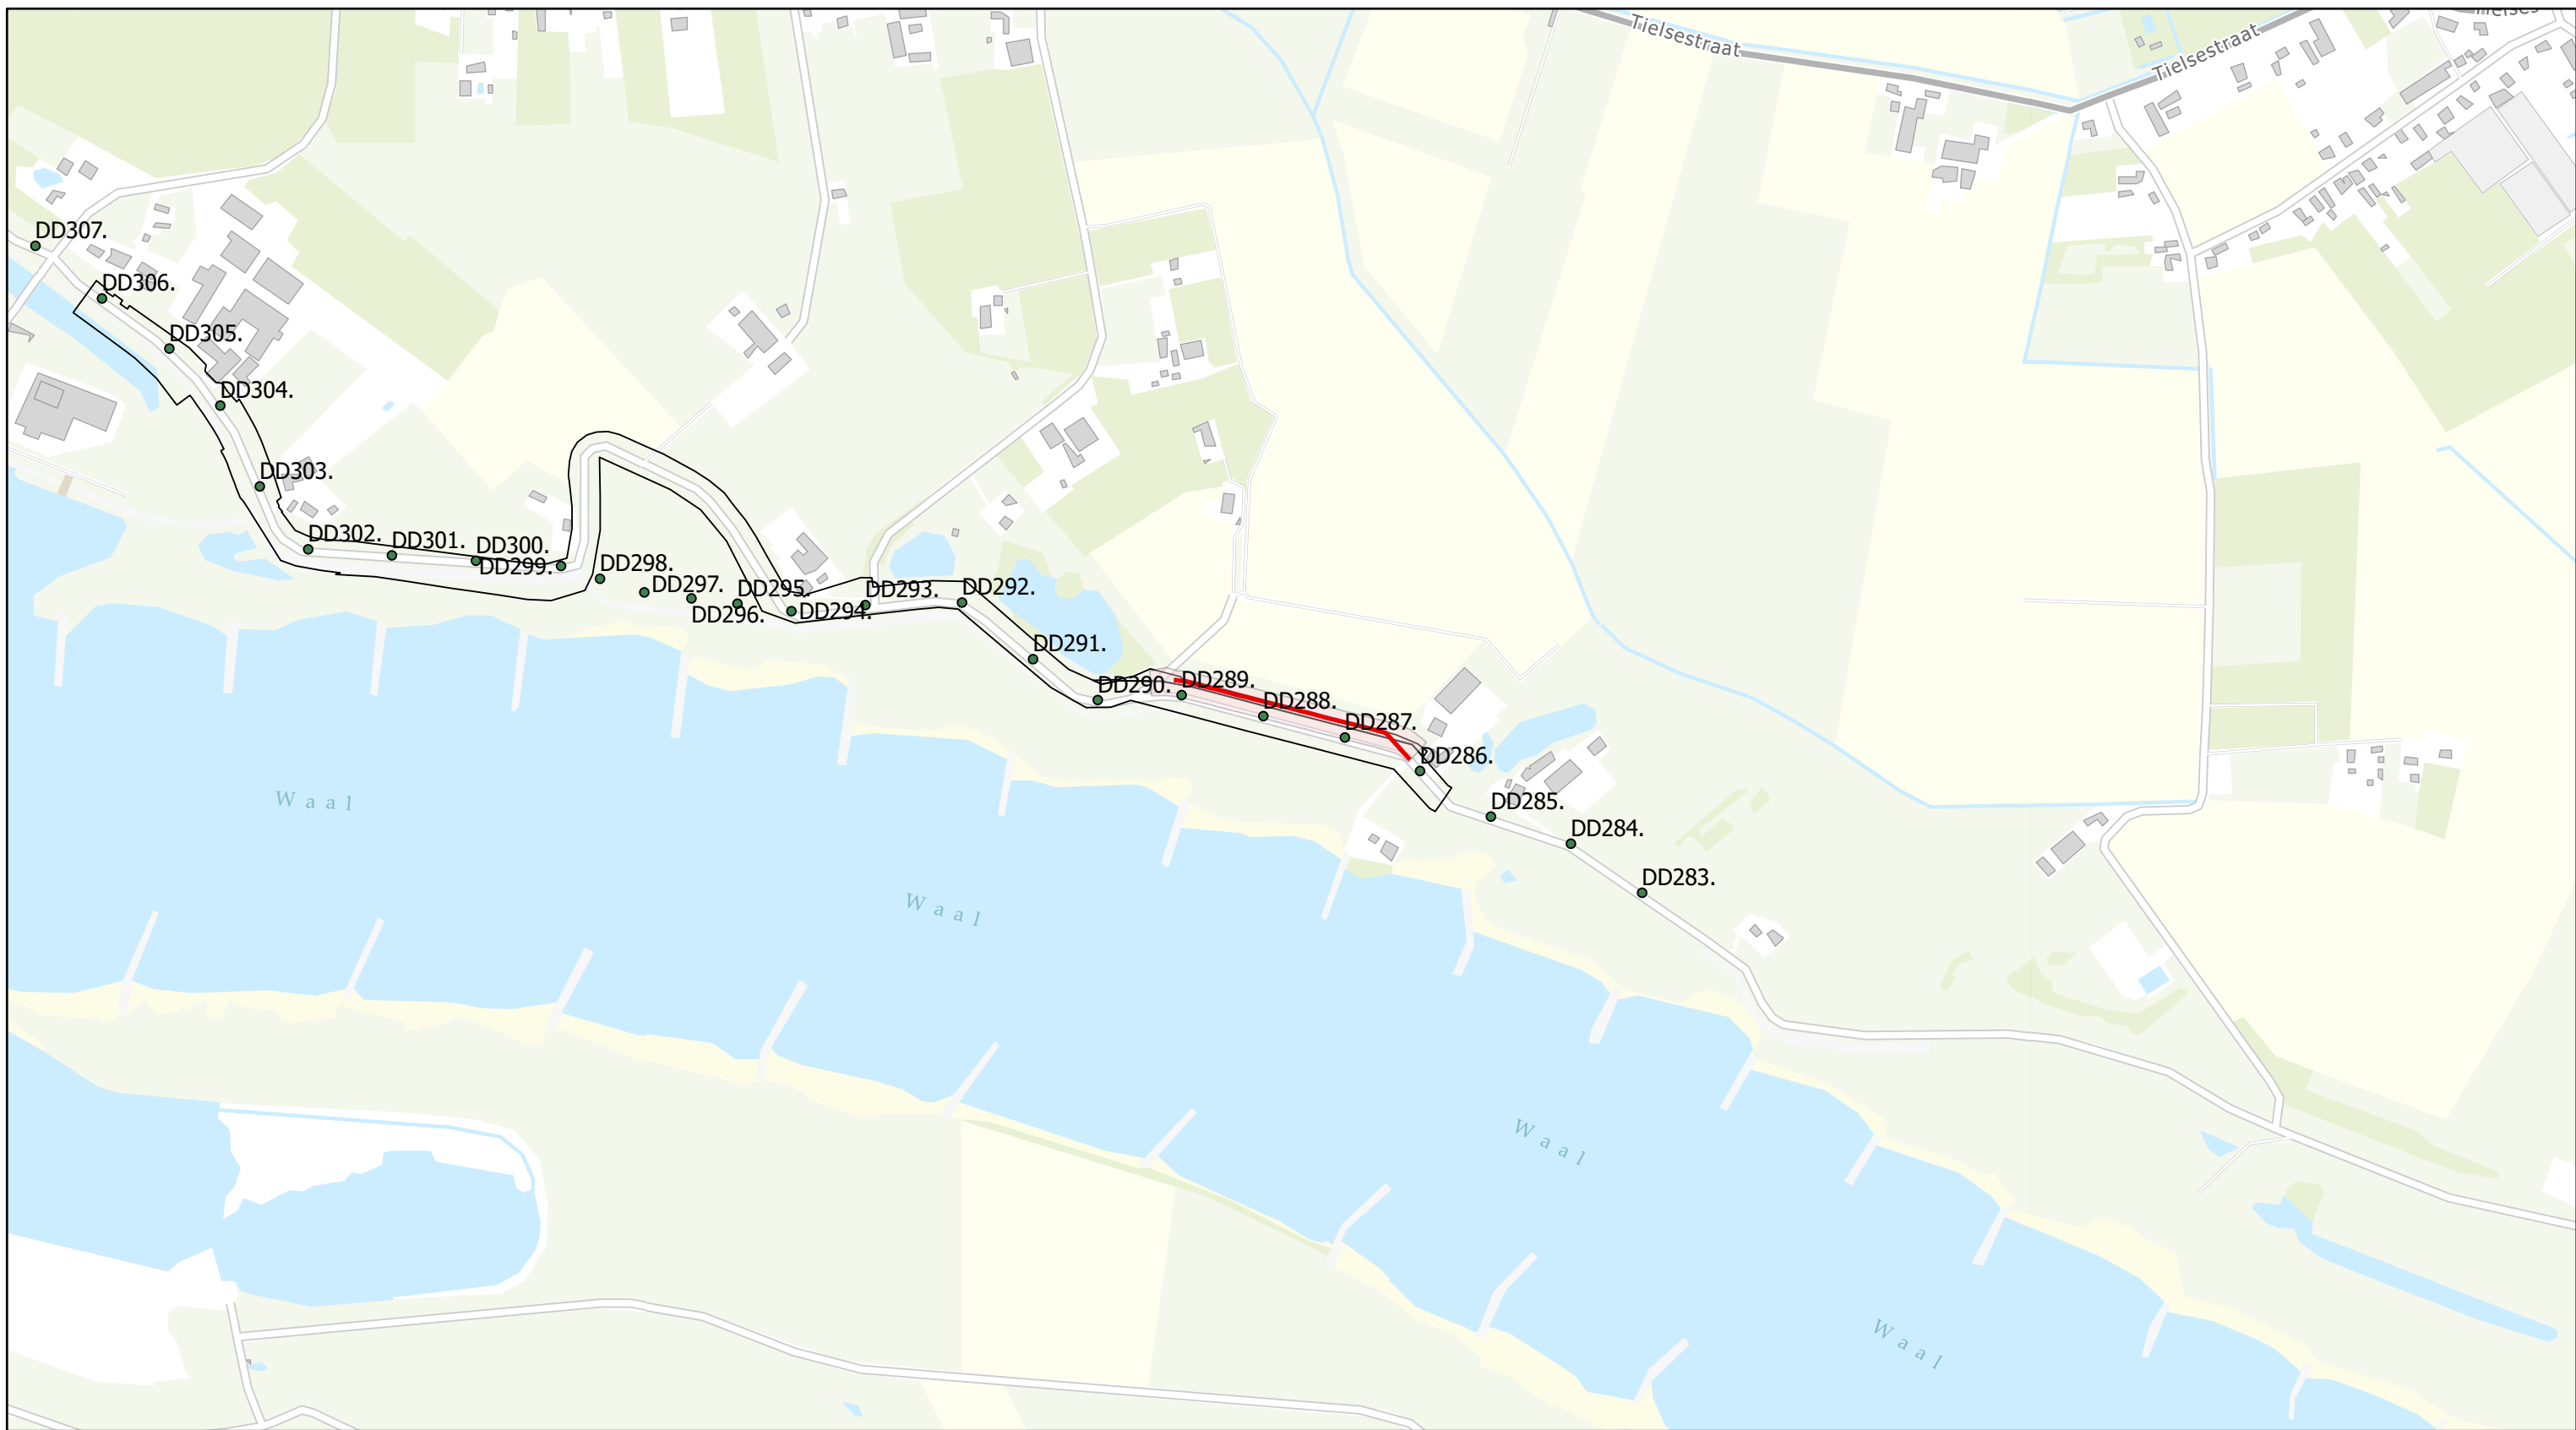 Tielsestraat
Tielsestraat
DD307.
DD306.
DD305.
DD304.
DD303.
DD302.
DD301.
DD300.
DD299.
DD298.
DD297.
DD296.
DD295.
DD294.
DD293.
DD292.
DD291.
DD290.
DD289.
DD288.
DD287.
DD286.
DD285.
DD284.
DD283.
Waal
Waal
Waal
Waal